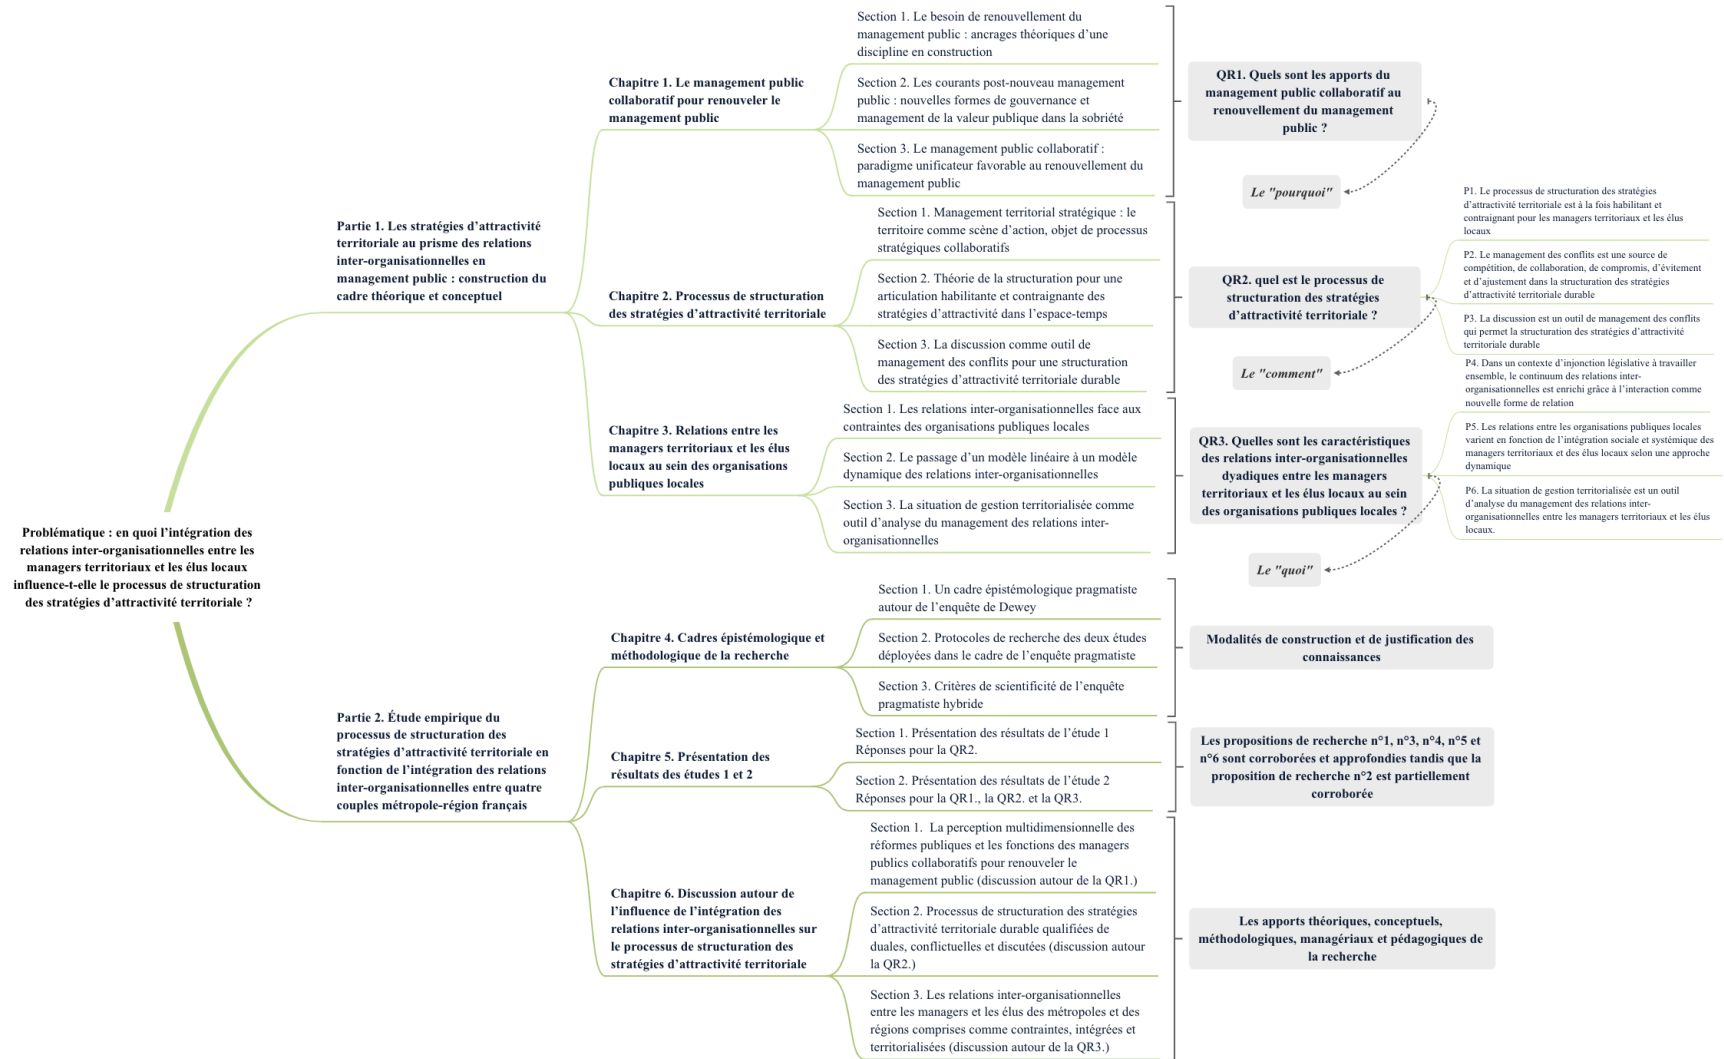 Problématique : en quoi l’intégration des
relations inter-organisationnelles entre les
managers territoriaux et les élus locaux
influence-t-elle le processus de structuration
des stratégies d’attractivité territoriale ?
Partie 1. Les stratégies d’attractivité
territoriale au prisme des relations
inter-organisationnelles en
management public : construction du
cadre théorique et conceptuel
Chapitre 1. Le management public
collaboratif pour renouveler le
management public
Section 1. Le besoin de renouvellement du
management public : ancrages théoriques d’une
discipline en construction
Section 2. Les courants post-nouveau management
public : nouvelles formes de gouvernance et
management de la valeur publique dans la sobriété
Section 3. Le management public collaboratif :
paradigme unificateur favorable au renouvellement du
management public
QR1. Quels sont les apports du
management public collaboratif au
renouvellement du management
public ?
Le "pourquoi"
Chapitre 2. Processus de structuration
des stratégies d’attractivité territoriale
Section 1. Management territorial stratégique : le
territoire comme scène d’action, objet de processus
stratégiques collaboratifs
Section 2. Théorie de la structuration pour une
articulation habilitante et contraignante des
stratégies d’attractivité dans l’espace-temps
Section 3. La discussion comme outil de
management des conflits pour une structuration
des stratégies d’attractivité territoriale durable
QR2. quel est le processus de
structuration des stratégies
d’attractivité territoriale ?
Le "comment"
P1. Le processus de structuration des stratégies
d’attractivité territoriale est à la fois habilitant et
contraignant pour les managers territoriaux et les élus
locaux
P2. Le management des conflits est une source de
compétition, de collaboration, de compromis, d’évitement
et d’ajustement dans la structuration des stratégies
d’attractivité territoriale durable
P3. La discussion est un outil de management des conflits
qui permet la structuration des stratégies d’attractivité
territoriale durable
Chapitre 3. Relations entre les
managers territoriaux et les élus
locaux au sein des organisations
publiques locales
Section 1. Les relations inter-organisationnelles face aux
contraintes des organisations publiques locales
Section 2. Le passage d’un modèle linéaire à un modèle
dynamique des relations inter-organisationnelles
Section 3. La situation de gestion territorialisée comme
outil d’analyse du management des relations inter-
organisationnelles
QR3. Quelles sont les caractéristiques
des relations inter-organisationnelles
dyadiques entre les managers
territoriaux et les élus locaux au sein
des organisations publiques locales ?
Le "quoi"
P4. Dans un contexte d’injonction législative à travailler
ensemble, le continuum des relations inter-
organisationnelles est enrichi grâce à l’interaction comme
nouvelle forme de relation
P5. Les relations entre les organisations publiques locales
varient en fonction de l’intégration sociale et systémique des
managers territoriaux et des élus locaux selon une approche
dynamique
P6. La situation de gestion territorialisée est un outil
d’analyse du management des relations inter-
organisationnelles entre les managers territoriaux et les élus
locaux.
Partie 2. Étude empirique du
processus de structuration des
stratégies d’attractivité territoriale en
fonction de l’intégration des relations
inter-organisationnelles entre quatre
couples métropole-région français
Chapitre 4. Cadres épistémologique et
méthodologique de la recherche
Section 1. Un cadre épistémologique pragmatiste
autour de l’enquête de Dewey
Section 2. Protocoles de recherche des deux études
déployées dans le cadre de l’enquête pragmatiste
Section 3. Critères de scientificité de l’enquête
pragmatiste hybride
Modalités de construction et de justification des
connaissances
Chapitre 5. Présentation des
résultats des études 1 et 2
Section 1. Présentation des résultats de l’étude 1
Réponses pour la QR2.
Section 2. Présentation des résultats de l’étude 2
Réponses pour la QR1., la QR2. et la QR3.
Les propositions de recherche n°1, n°3, n°4, n°5 et
n°6 sont corroborées et approfondies tandis que la
proposition de recherche n°2 est partiellement
corroborée
Chapitre 6. Discussion autour de
l’influence de l’intégration des
relations inter-organisationnelles sur
le processus de structuration des
stratégies d’attractivité territoriale
Section 1. La perception multidimensionnelle des
réformes publiques et les fonctions des managers
publics collaboratifs pour renouveler le
management public (discussion autour de la QR1.)
Section 2. Processus de structuration des stratégies
d’attractivité territoriale durable qualifiées de
duales, conflictuelles et discutées (discussion autour
la QR2.)
Section 3. Les relations inter-organisationnelles
entre les managers et les élus des métropoles et des
régions comprises comme contraintes, intégrées et
territorialisées (discussion autour de la QR3.)
Les apports théoriques, conceptuels,
méthodologiques, managériaux et pédagogiques de
la recherche